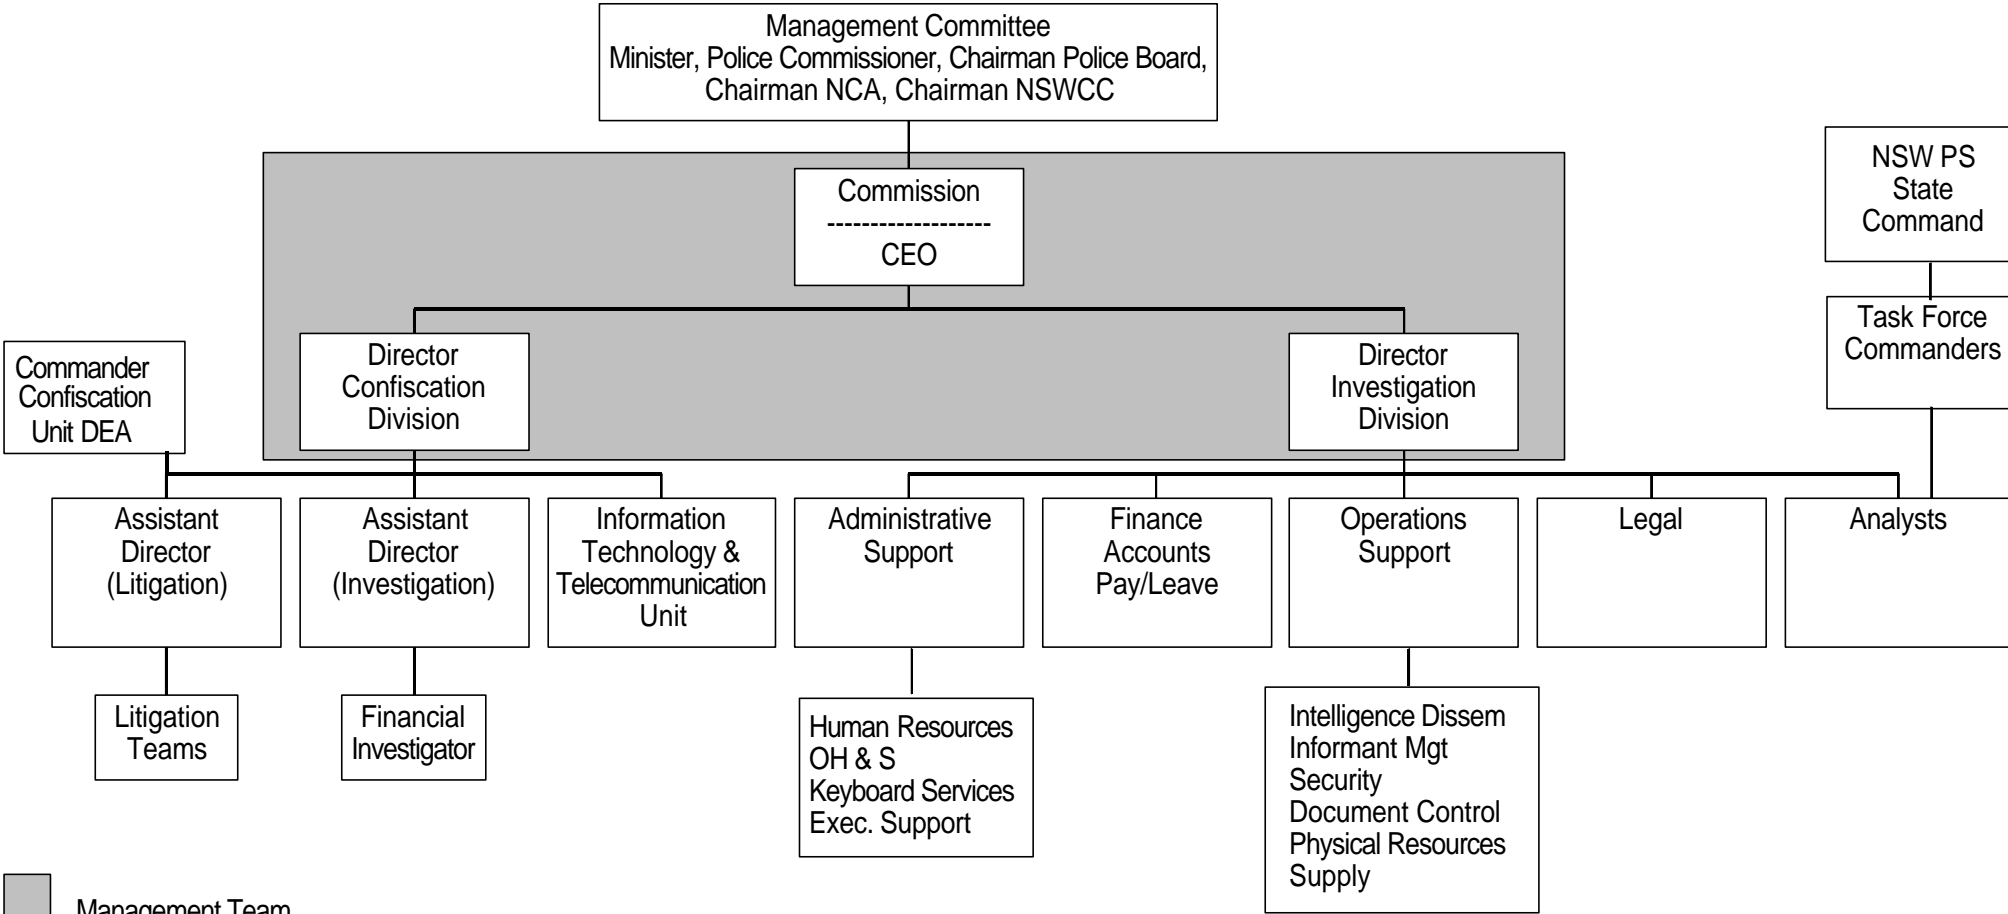 Management Committee
Minister, Police Commissioner, Chairman Police Board,
Chairman NCA, Chairman NSWCC
NSW PS
State
Command
Commission
-------------------
CEO
Task Force
Commanders
Commander
Confiscation
Unit DEA
Director
Confiscation
Division
Director
Investigation
Division
Assistant
Director
(Litigation)
Assistant
Director
(Investigation)
Information
Technology &
Telecommunication
Unit
Administrative
Support
Finance
Accounts
Pay/Leave
Operations
Support
Legal
Analysts
Litigation
Teams
Financial
Investigator
Human Resources
OH & S
Keyboard Services
Exec. Support
Intelligence Dissem
Informant Mgt
Security
Document Control
Physical Resources
Supply
Management Team